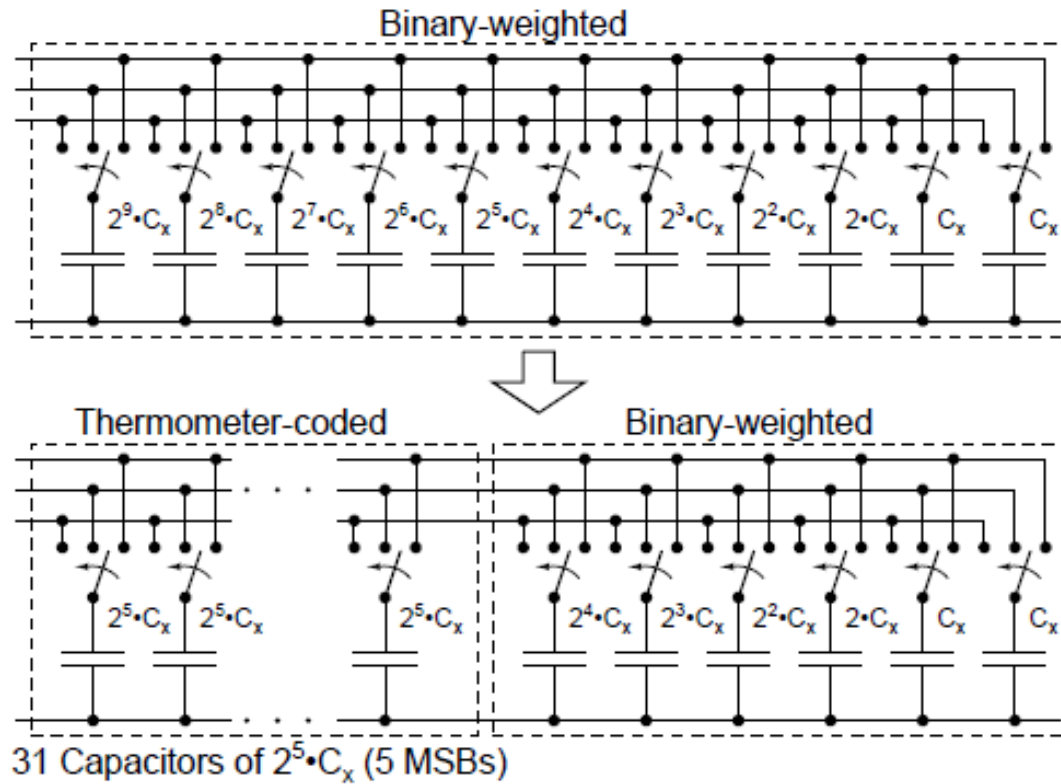 Binary-weighted
2⁹•Cₓ 2⁸•Cₓ 2⁷•Cₓ 2⁶•Cₓ 2⁵•Cₓ 2⁴•Cₓ 2³•Cₓ 2²•Cₓ 2•Cₓ Cₓ Cₓ
Thermometer-coded Binary-weighted
2⁵•Cₓ 2⁵•Cₓ 2⁵•Cₓ 2⁴•Cₓ 2³•Cₓ 2²•Cₓ 2•Cₓ Cₓ Cₓ
31 Capacitors of 2⁵•Cₓ (5 MSBs)